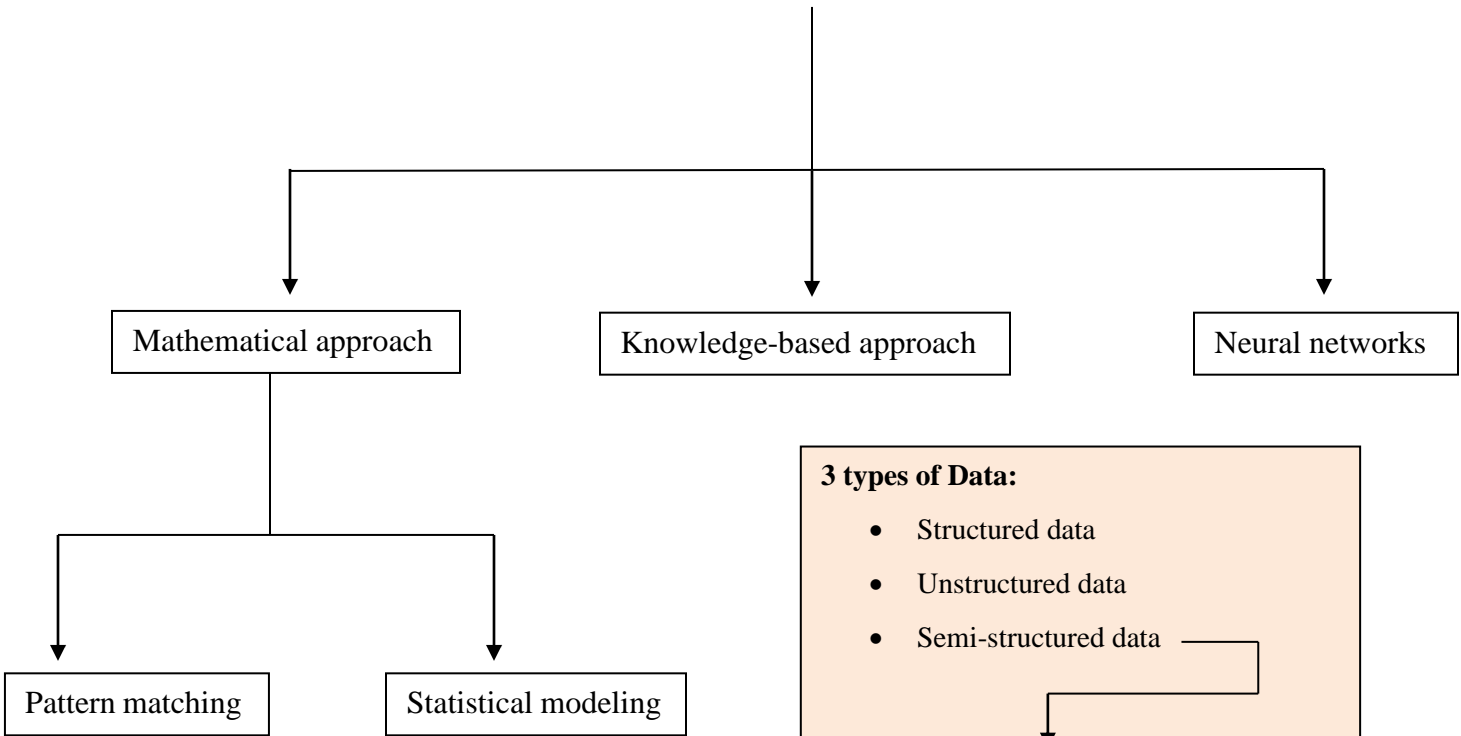 Mathematical approach
Knowledge-based approach
Neural networks
3 types of Data:
• Structured data
• Unstructured data
• Semi-structured data
Pattern matching
Statistical modeling